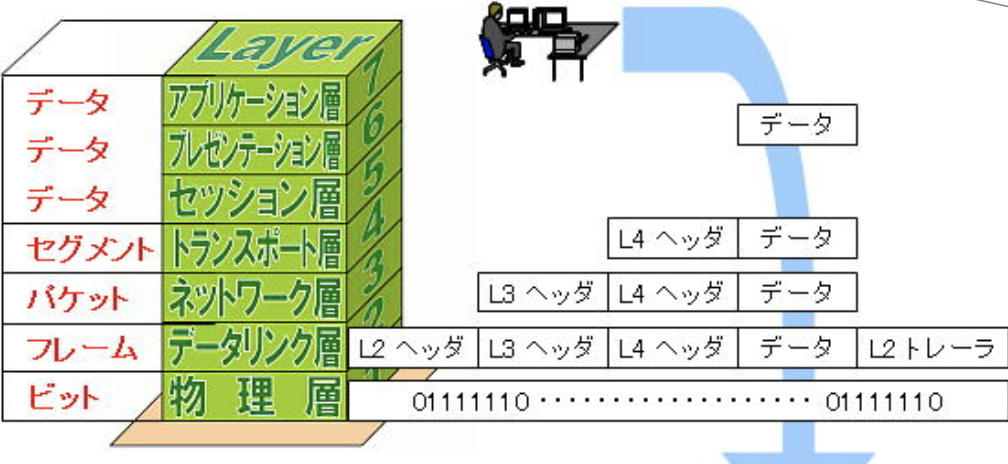 Layer
データ アプリケーション層 7
データ
データ プレゼンテーション層 6
データ セッション層 5
セグメント トランスポート層 4 L4 ヘッダ データ
パケット ネットワーク層 3 L3 ヘッダ L4 ヘッダ データ
フレーム データリンク層 2 L2 ヘッダ L3 ヘッダ L4 ヘッダ データ L2 トレーラ
ビット 物理層 1 01111110 ・・・・・・・・・・・・・・・・・・・ 01111110